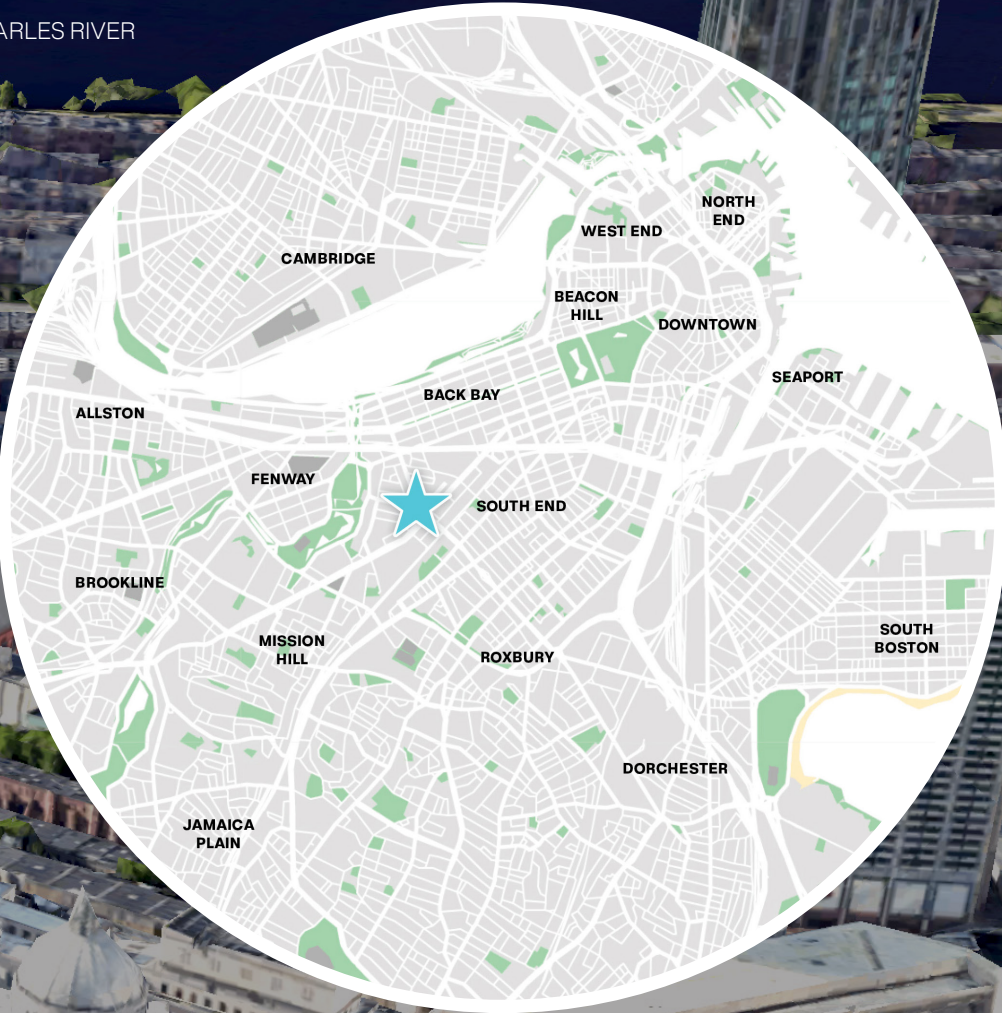 ARLES RIVER
NORTH
END
WEST END
CAMBRIDGE
BEACON
HILL
DOWNTOWN
SEAPORT
BACK BAY
ALLSTON
FENWAY
SOUTH END
BROOKLINE
SOUTH
BOSTON
MISSION
HILL
ROXBURY
DORCHESTER
JAMAICA
PLAIN